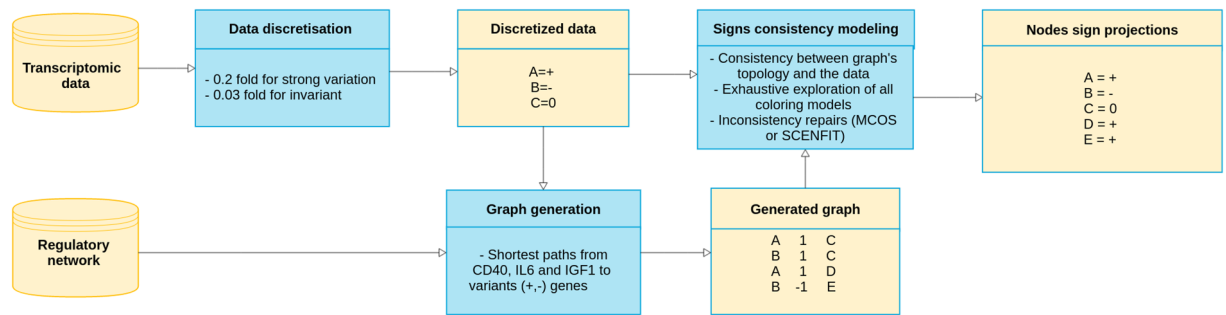 Transcriptomic
data
Data discretisation
- 0.2 fold for strong variation
- 0.03 fold for invariant
Discretized data
A=+
B=-
C=0
Signs consistency modeling
- Consistency between graph's
topology and the data
- Exhaustive exploration of all
coloring models
- Inconsistency repairs (MCOS
or SCENFIT)
Nodes sign projections
A = +
B = -
C = 0
D = +
E = +
Regulatory
network
Graph generation
- Shortest paths from
CD40, IL6 and IGF1 to
variants (+,-) genes
Generated graph
A 1 C
B 1 C
A 1 D
B -1 E